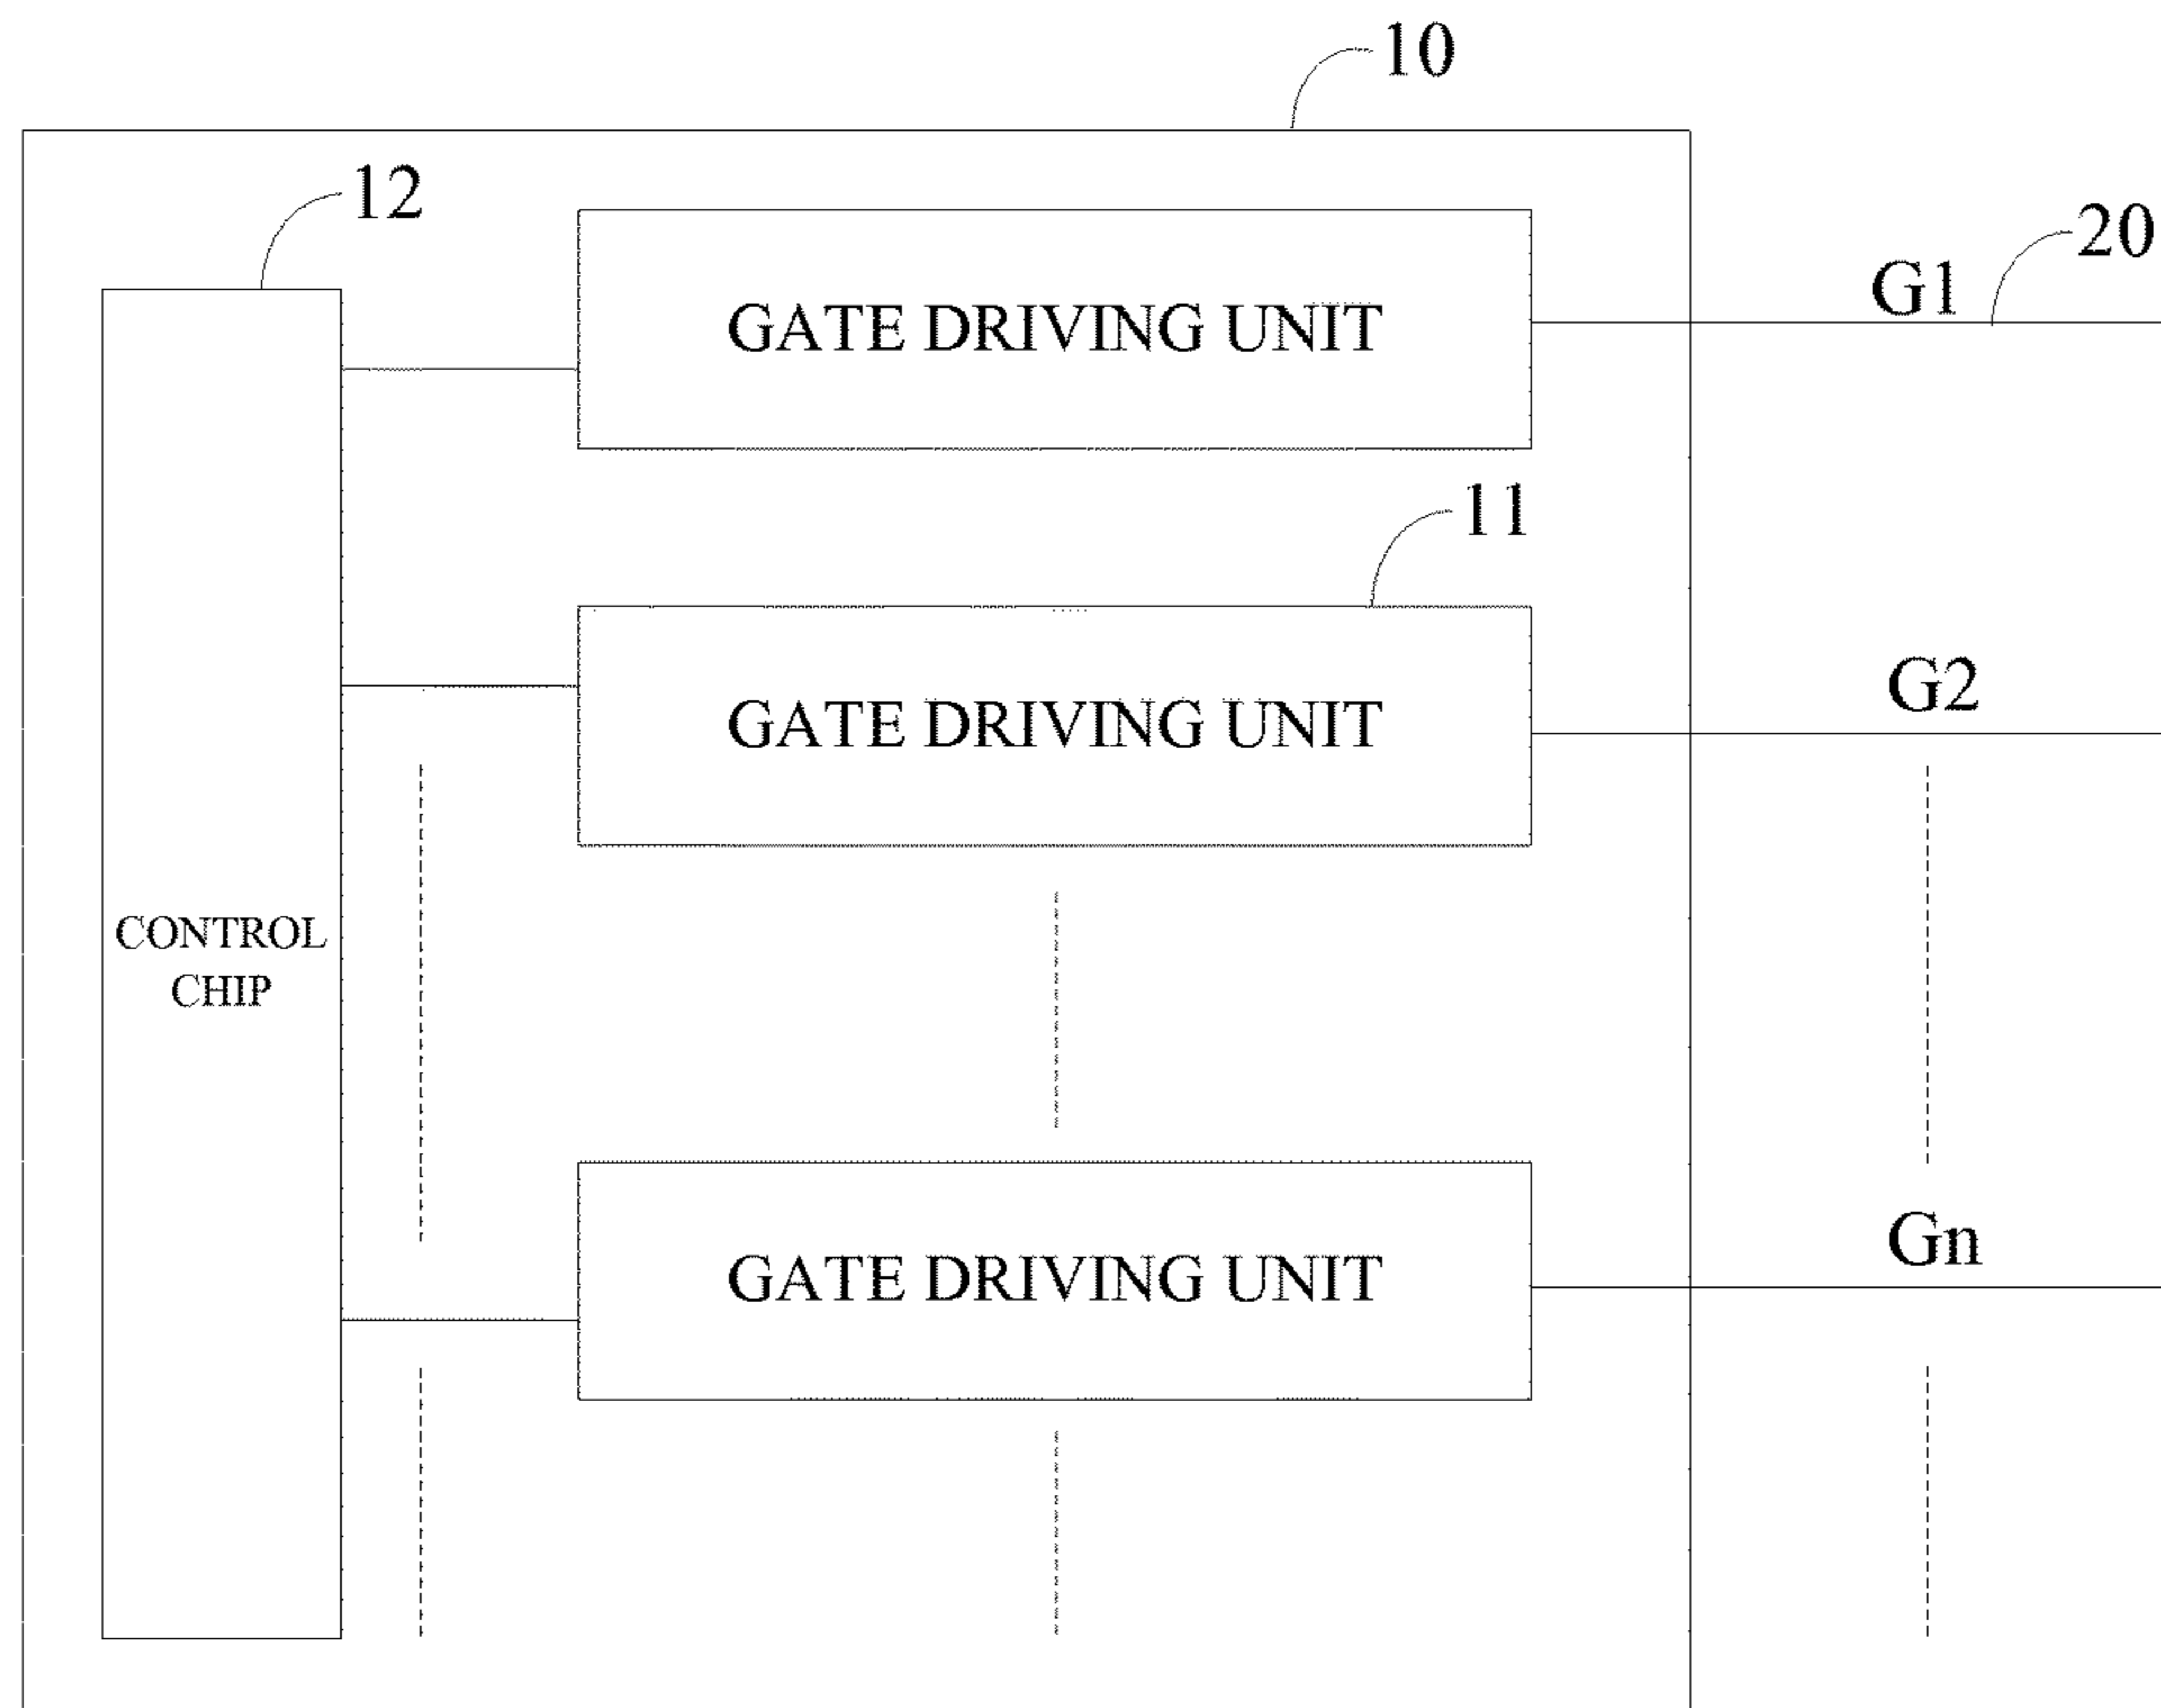 10
12
20
GATE DRIVING UNIT
G1
11
GATE DRIVING UNIT
G2
CONTROL
CHIP
GATE DRIVING UNIT
Gn